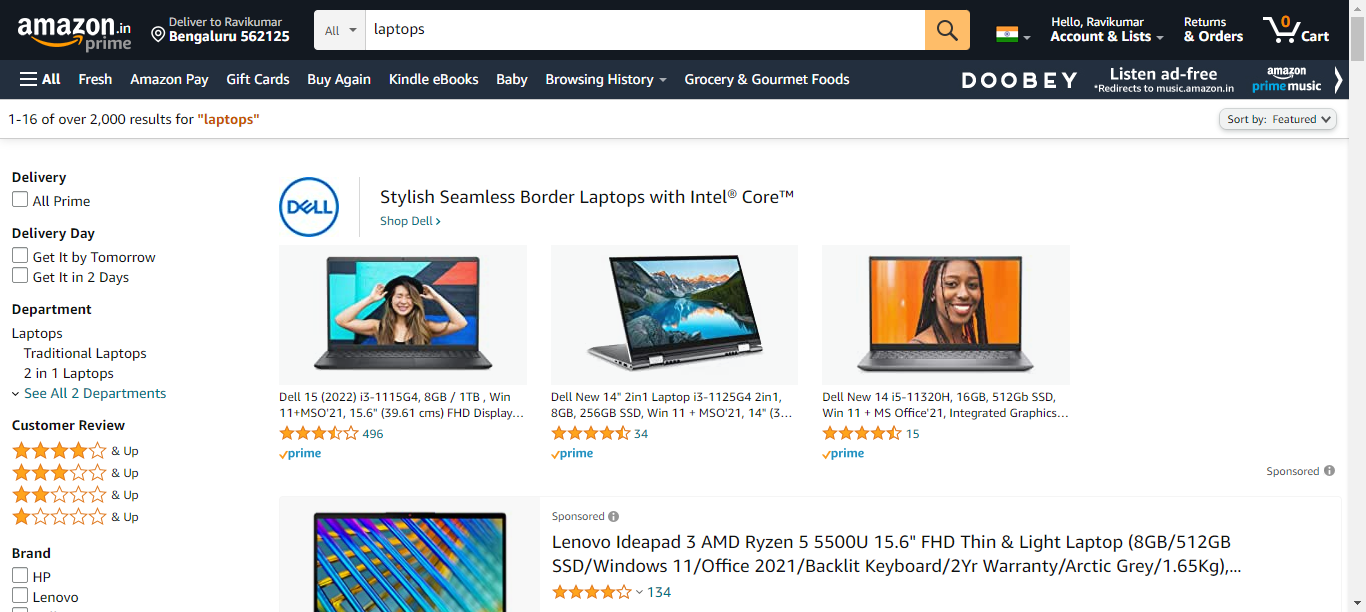 amazon.in
prime
Deliver to Ravikumar
Bengaluru 562125
All
laptops
Hello, Ravikumar
Account & Lists
Returns
& Orders
0
Cart
All
Fresh
Amazon Pay
Gift Cards
Buy Again
Kindle eBooks
Baby
Browsing History
Grocery & Gourmet Foods
DOOBEY
Listen ad-free
*Redirects to music.amazon.in
amazon
prime music
1-16 of over 2,000 results for "laptops"
Sort by: Featured
Delivery
All Prime
Delivery Day
Get It by Tomorrow
Get It in 2 Days
Department
Laptops
Traditional Laptops
2 in 1 Laptops
See All 2 Departments
Customer Review
& Up
& Up
& Up
& Up
Brand
HP
Lenovo
DELL
Stylish Seamless Border Laptops with Intel® Core™
Shop Dell ›
Dell 15 (2022) i3-1115G4, 8GB / 1TB , Win
11+MSO'21, 15.6" (39.61 cms) FHD Display...
496
prime
Dell New 14" 2in1 Laptop i3-1125G4 2in1,
8GB, 256GB SSD, Win 11 + MSO'21, 14" (3...
34
prime
Dell New 14 i5-11320H, 16GB, 512Gb SSD,
Win 11 + MS Office'21, Integrated Graphics...
15
prime
Sponsored
Sponsored
Lenovo Ideapad 3 AMD Ryzen 5 5500U 15.6" FHD Thin & Light Laptop (8GB/512GB
SSD/Windows 11/Office 2021/Backlit Keyboard/2Yr Warranty/Arctic Grey/1.65Kg),...
134